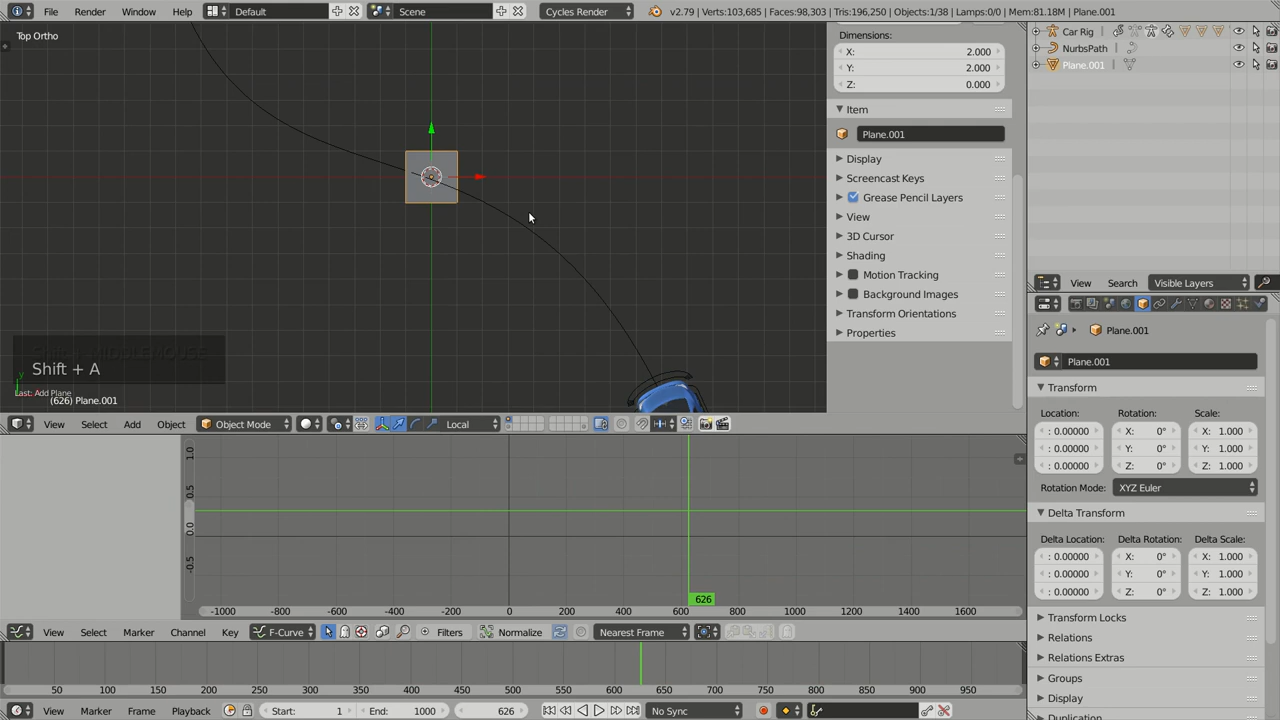 File Render Window Help Default Scene Cycles Render v2.79 | Verts:103,685 | Faces:98,303 | Tris:196,250 | Objects:1/38 | Lamps:0/0 | Mem:81.18M | Plane.001
Top Ortho
Shift + A
y
Last: Add Plane
(626) Plane.001
Dimensions:
X: 2.000
Y: 2.000
Z: 0.000
Item
Plane.001
Display
Screencast Keys
Grease Pencil Layers
View
3D Cursor
Shading
Motion Tracking
Background Images
Transform Orientations
Properties
Car Rig
NurbsPath
Plane.001
View Search Visible Layers
Plane.001
Plane.001
Transform
Location: Rotation: Scale:
: 0.00000 X: 0° X: 1.000
: 0.00000 Y: 0° Y: 1.000
: 0.00000 Z: 0° Z: 1.000
Rotation Mode: XYZ Euler
Delta Transform
Delta Location: Delta Rotation: Delta Scale:
: 0.00000 X: 0° X: 1.000
: 0.00000 Y: 0° Y: 1.000
: 0.00000 Z: 0° Z: 1.000
Transform Locks
Relations
Relations Extras
Groups
Display
Duplication
View Select Add Object Object Mode Local
1.0
0.5
0.0
-0.5
626
-1000 -800 -600 -400 -200 0 200 400 600 800 1000 1200 1400 1600
View Select Marker Channel Key F-Curve Filters Normalize Nearest Frame
50 100 150 200 250 300 350 400 450 500 550 600 650 700 750 800 850 900 950
View Marker Frame Playback Start: 1 End: 1000 626 No Sync